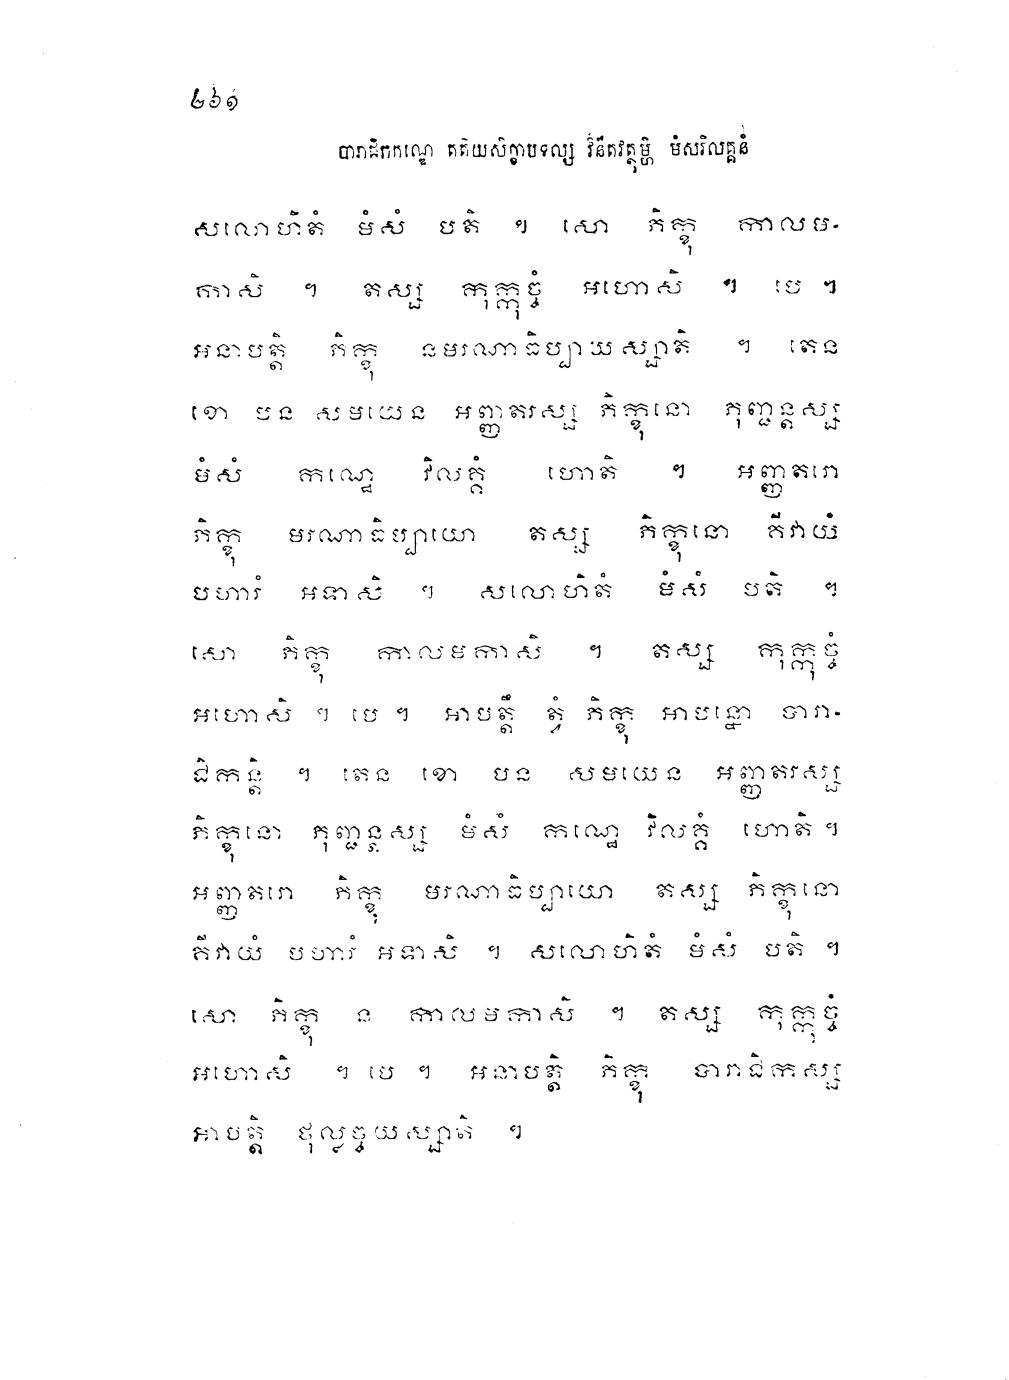 ២៦១
បារាជិកកណ្ឌេ តតិយសិក្ខាបទស្ស វិនីតវត្ថុម្ហិ មំសវិលគ្គនំ
សលោហិតំ មំសំ បតិ ។ សោ ភិក្ខុ កាលម-
កាសិ ។ តស្ស កុក្កុច្ចំ អហោសិ ។ បេ ។
អនាបត្តិ ភិក្ខុ នមរណាធិប្បាយស្សាតិ ។ តេន
ខោ បន សមយេន អញ្ញតរស្ស ភិក្ខុនោ ភុញ្ជន្តស្ស
មំសំ កណ្ឋេ វិលគ្គំ ហោតិ ។ អញ្ញតរោ
ភិក្ខុ មរណាធិប្បាយោ តស្ស ភិក្ខុនោ គីវាយំ
បហារំ អទាសិ ។ សលោហិតំ មំសំ បតិ ។
សោ ភិក្ខុ កាលមកាសិ ។ តស្ស កុក្កុច្ចំ
អហោសិ ។ បេ ។ អាបត្តឹ ត្វំ ភិក្ខុ អាបន្នោ បារា-
ជិកន្តិ ។ តេន ខោ បន សមយេន អញ្ញតរស្ស
ភិក្ខុនោ ភុញ្ជន្តស្ស មំសំ កណ្ឋេ វិលគ្គំ ហោតិ ។
អញ្ញតរោ ភិក្ខុ មរណាធិប្បាយោ តស្ស ភិក្ខុនោ
គីវាយំ បហារំ អទាសិ ។ សលោហិតំ មំសំ បតិ ។
សោ ភិក្ខុ ន កាលមកាសិ ។ តស្ស កុក្កុច្ចំ
អហោសិ ។ បេ ។ អនាបត្តិ ភិក្ខុ បារាជិកស្ស
អាបត្តិ ថុល្លច្ចយស្សាតិ ។